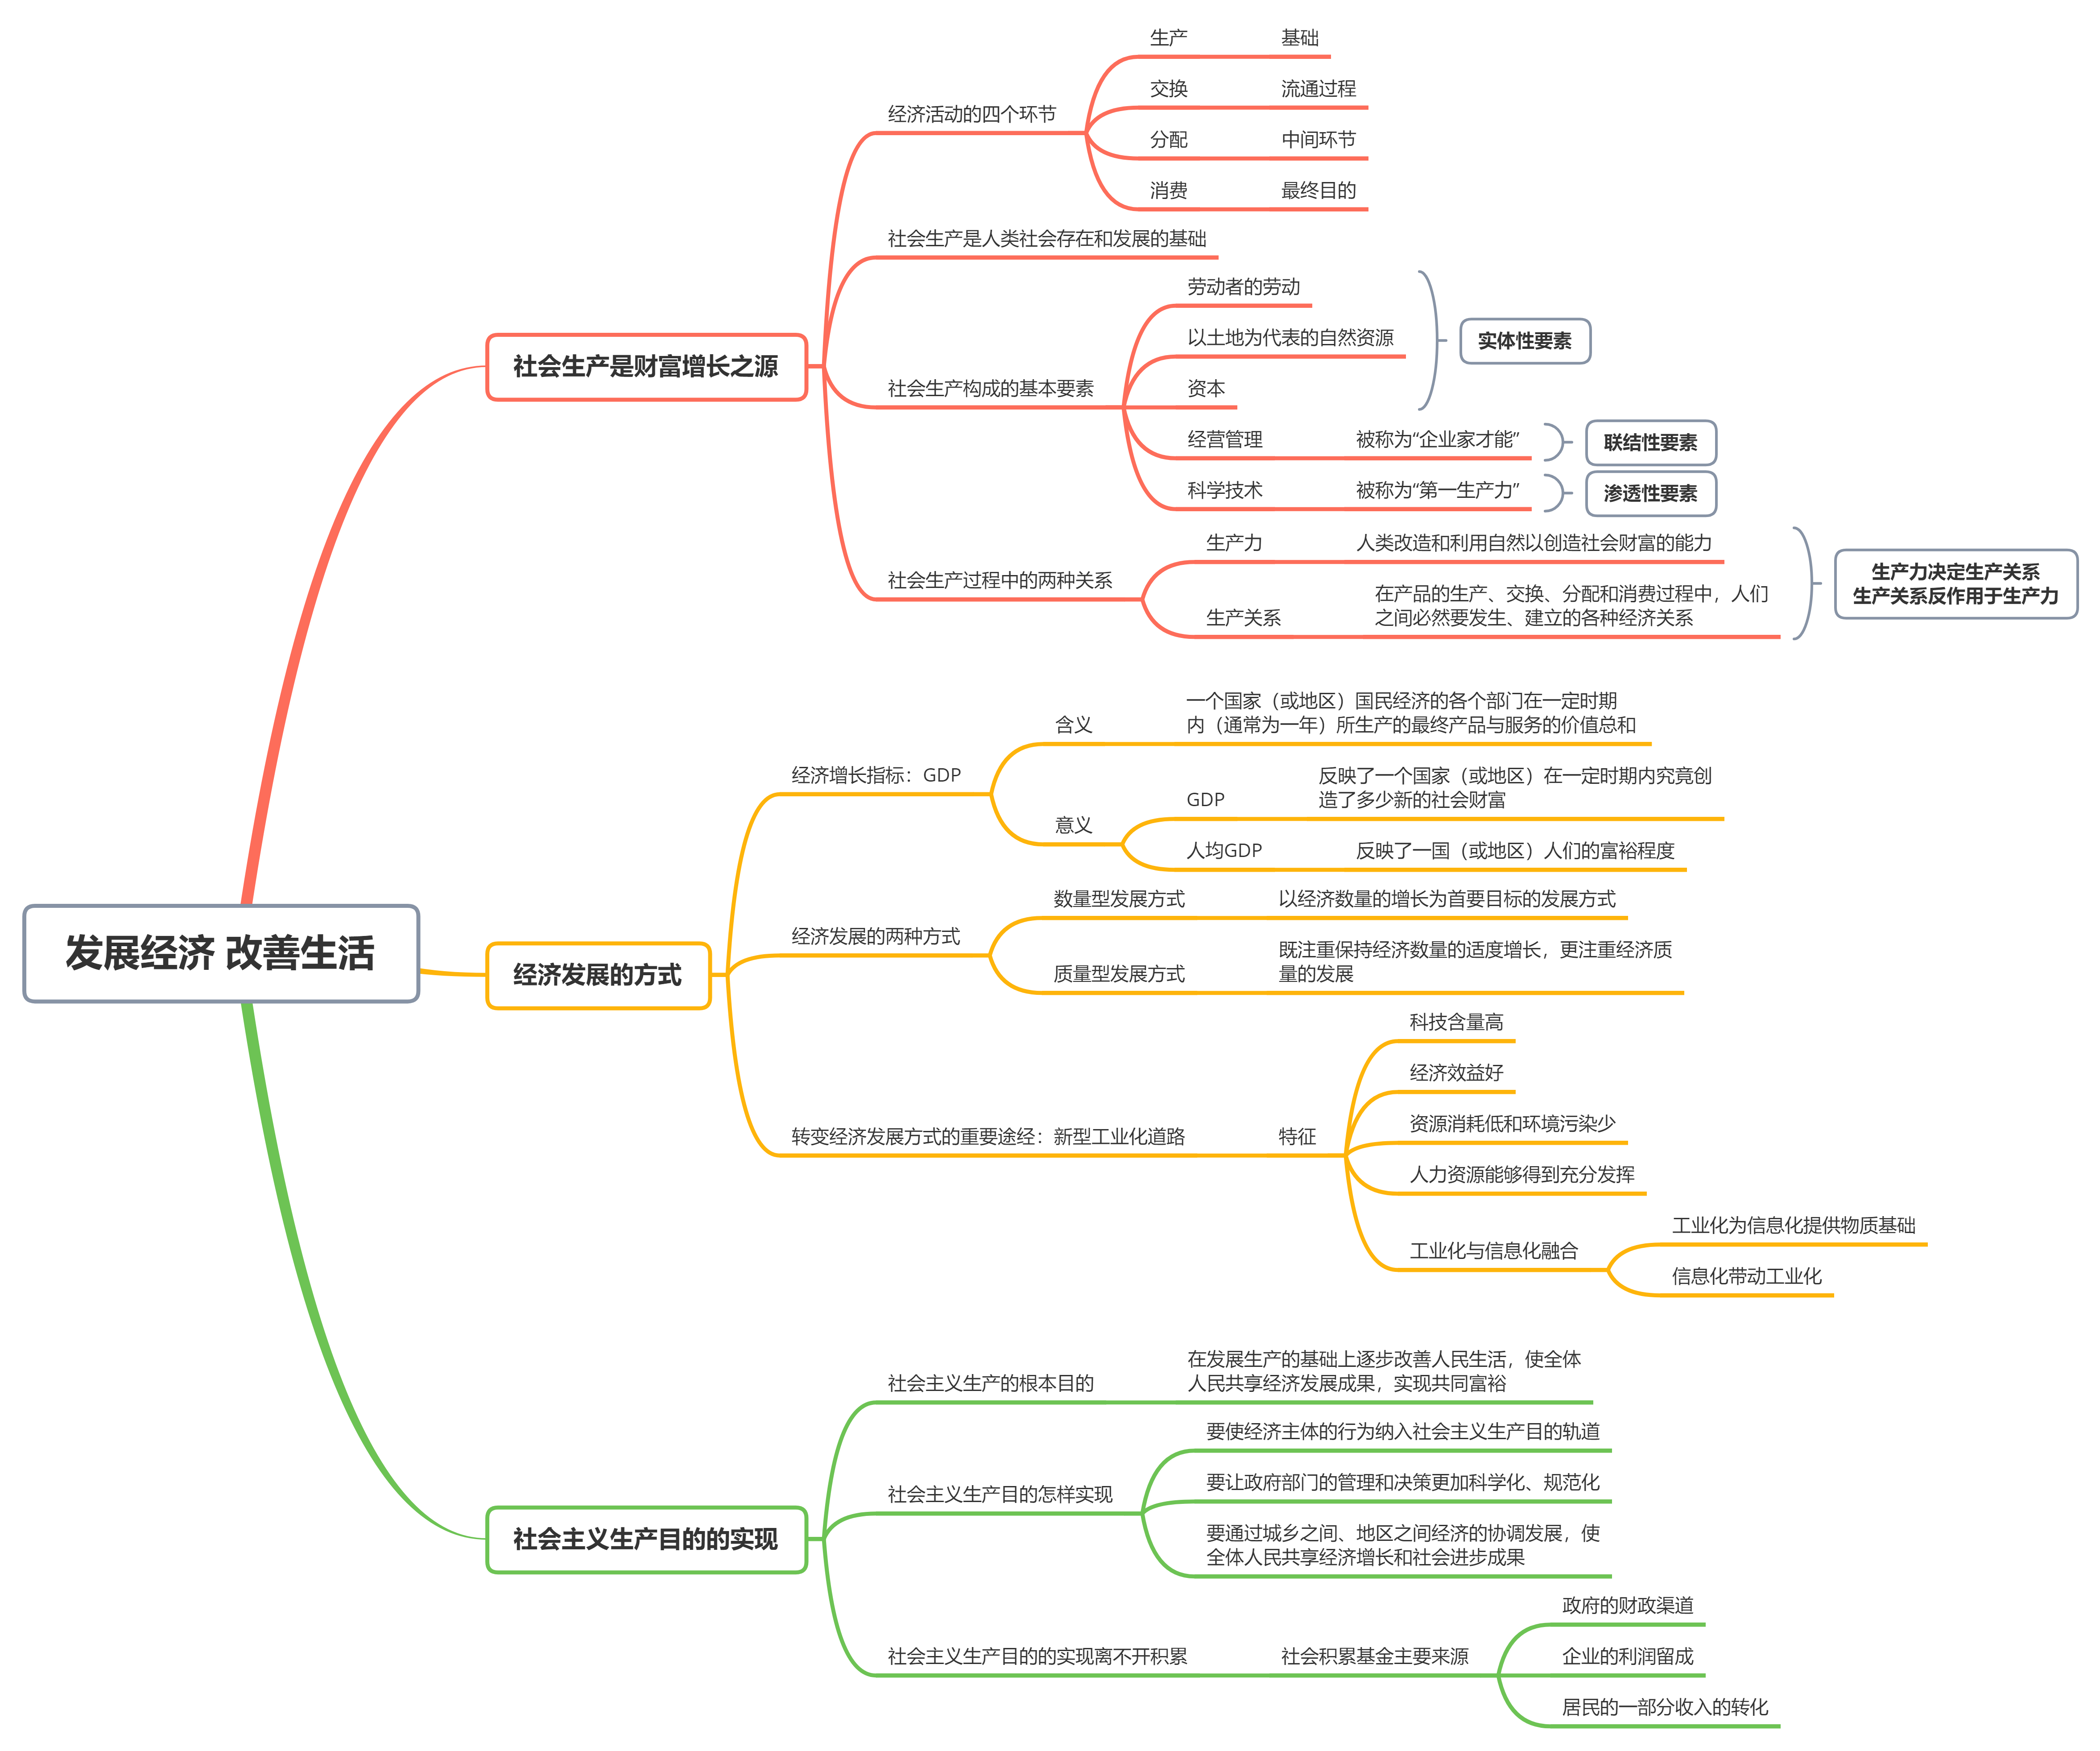 发展经济 改善生活
社会生产是财富增长之源
经济活动的四个环节
生产
基础
交换
流通过程
分配
中间环节
消费
最终目的
社会生产是人类社会存在和发展的基础
社会生产构成的基本要素
劳动者的劳动
以土地为代表的自然资源
资本
实体性要素
经营管理
被称为“企业家才能”
联结性要素
科学技术
被称为“第一生产力”
渗透性要素
社会生产过程中的两种关系
生产力
人类改造和利用自然以创造社会财富的能力
生产关系
在产品的生产、交换、分配和消费过程中，人们
之间必然要发生、建立的各种经济关系
生产力决定生产关系
生产关系反作用于生产力
经济发展的方式
经济增长指标：GDP
含义
一个国家（或地区）国民经济的各个部门在一定时期
内（通常为一年）所生产的最终产品与服务的价值总和
意义
GDP
反映了一个国家（或地区）在一定时期内究竟创
造了多少新的社会财富
人均GDP
反映了一国（或地区）人们的富裕程度
经济发展的两种方式
数量型发展方式
以经济数量的增长为首要目标的发展方式
质量型发展方式
既注重保持经济数量的适度增长，更注重经济质
量的发展
转变经济发展方式的重要途经：新型工业化道路
特征
科技含量高
经济效益好
资源消耗低和环境污染少
人力资源能够得到充分发挥
工业化与信息化融合
工业化为信息化提供物质基础
信息化带动工业化
社会主义生产目的的实现
社会主义生产的根本目的
在发展生产的基础上逐步改善人民生活，使全体
人民共享经济发展成果，实现共同富裕
社会主义生产目的怎样实现
要使经济主体的行为纳入社会主义生产目的轨道
要让政府部门的管理和决策更加科学化、规范化
要通过城乡之间、地区之间经济的协调发展，使
全体人民共享经济增长和社会进步成果
社会主义生产目的的实现离不开积累
社会积累基金主要来源
政府的财政渠道
企业的利润留成
居民的一部分收入的转化